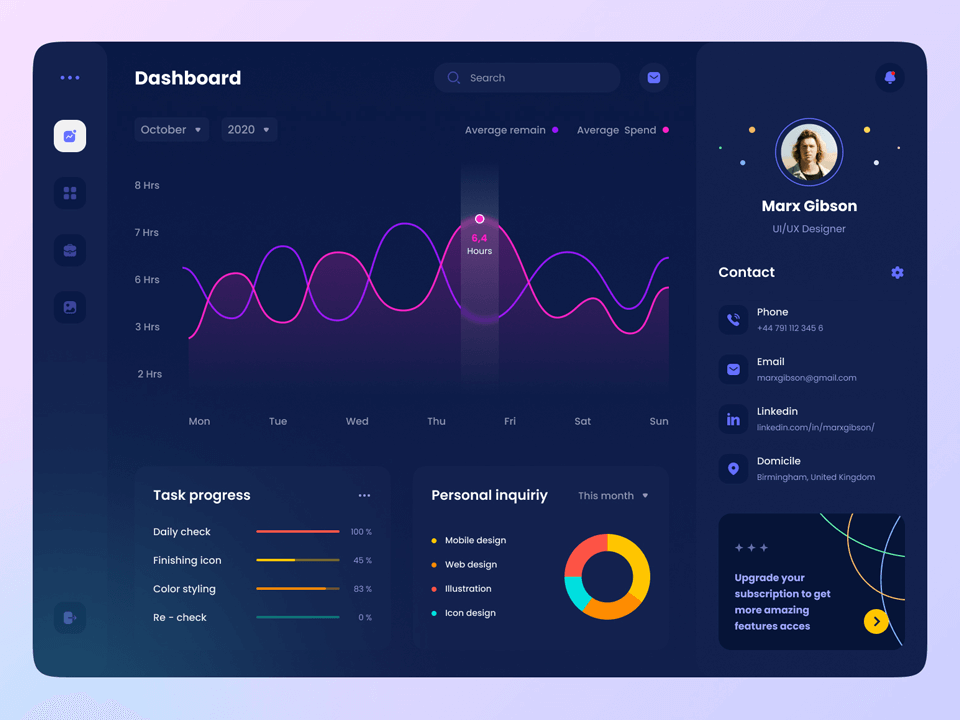 Dashboard
Search
October
2020
Average remain
Average Spend
8 Hrs
7 Hrs
6 Hrs
3 Hrs
2 Hrs
6,4
Hours
Mon Tue Wed Thu Fri Sat Sun
Task progress
Daily check 100 %
Finishing icon 45 %
Color styling 83 %
Re - check 0 %
Personal inquiriy
This month
Mobile design
Web design
Illustration
Icon design
Marx Gibson
UI/UX Designer
Contact
Phone
+44 791 112 345 6
Email
marxgibson@gmail.com
Linkedin
linkedin.com/in/marxgibson/
Domicile
Birmingham, United Kingdom
Upgrade your
subscription to get
more amazing
features acces